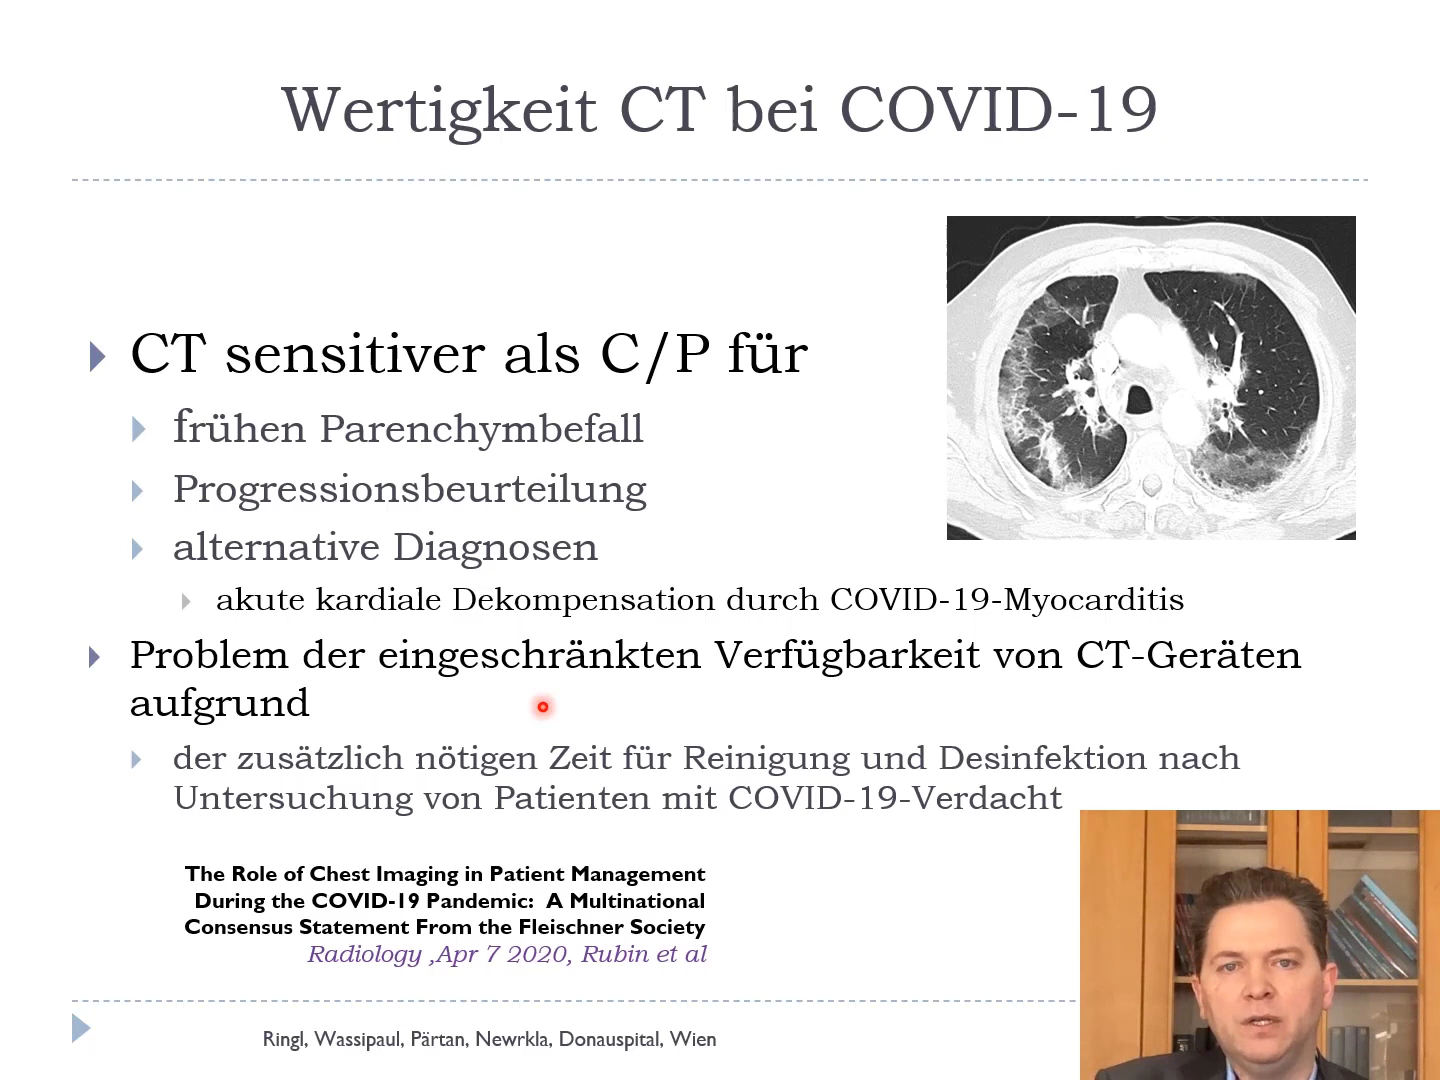 Wertigkeit CT bei COVID-19
CT sensitiver als C/P für
frühen Parenchymbefall
Progressionsbeurteilung
alternative Diagnosen
akute kardiale Dekompensation durch COVID-19-Myocarditis
Problem der eingeschränkten Verfügbarkeit von CT-Geräten
aufgrund
der zusätzlich nötigen Zeit für Reinigung und Desinfektion nach
Untersuchung von Patienten mit COVID-19-Verdacht
The Role of Chest Imaging in Patient Management
During the COVID-19 Pandemic: A Multinational
Consensus Statement From the Fleischner Society
Radiology ,Apr 7 2020, Rubin et al
Ringl, Wassipaul, Pärtan, Newrkla, Donauspital, Wien